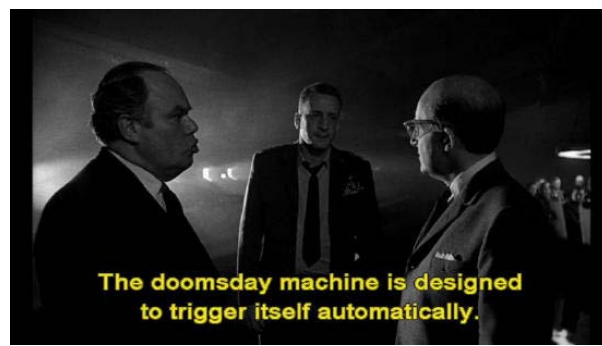 The doomsday machine is designed
to trigger itself automatically.